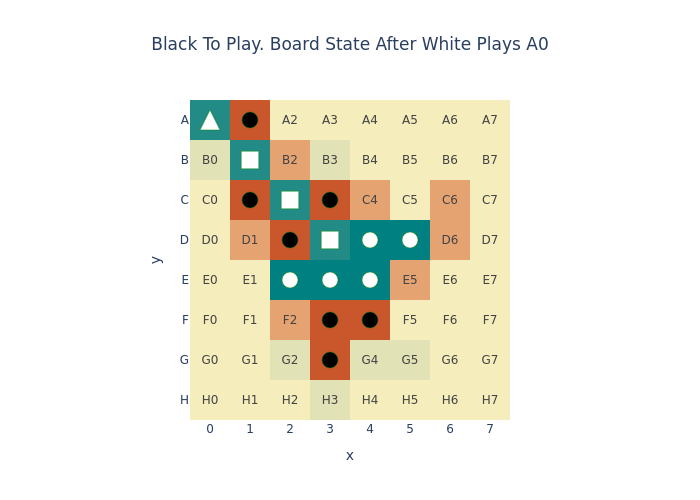 Black To Play. Board State After White Plays A0
A A2 A3 A4 A5 A6 A7
B B0 B2 B3 B4 B5 B6 B7
C C0 C4 C5 C6 C7
D D0 D1 D6 D7
E E0 E1 E5 E6 E7
F F0 F1 F2 F5 F6 F7
G G0 G1 G2 G4 G5 G6 G7
H H0 H1 H2 H3 H4 H5 H6 H7
0 1 2 3 4 5 6 7
x
y